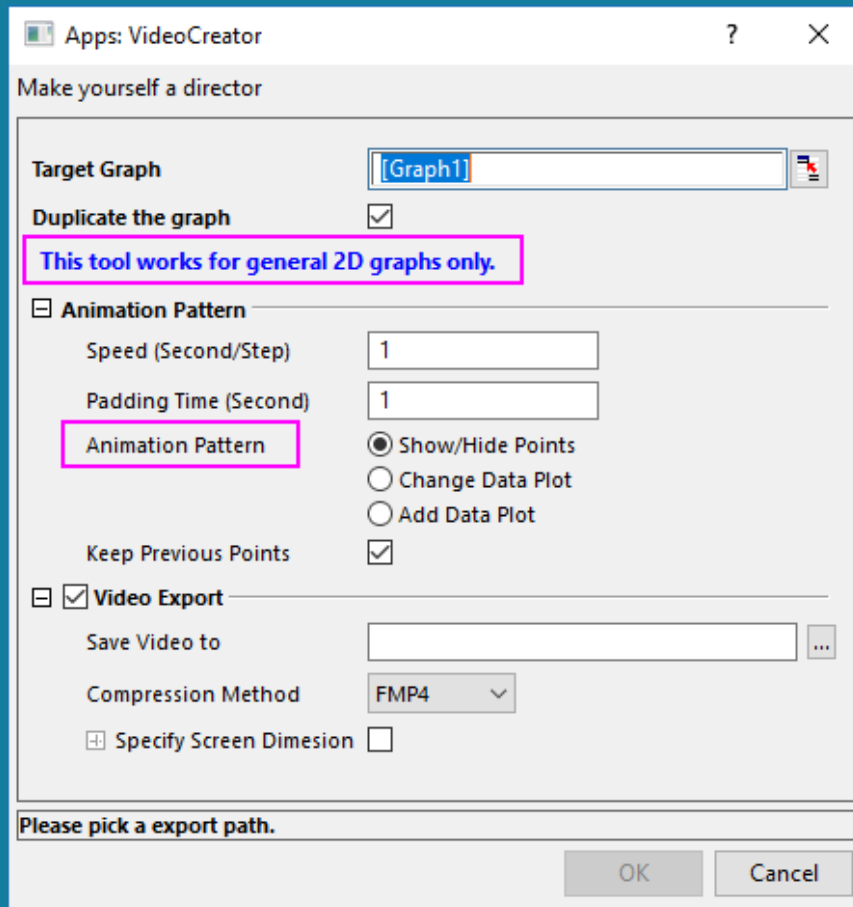 Apps: VideoCreator ?
Make yourself a director
Target Graph [Graph1]
Duplicate the graph
This tool works for general 2D graphs only.
Animation Pattern
Speed (Second/Step) 1
Padding Time (Second) 1
Animation Pattern Show/Hide Points
Change Data Plot
Add Data Plot
Keep Previous Points
Video Export
Save Video to ...
Compression Method FMP4
Specify Screen Dimesion
Please pick a export path.
OK Cancel